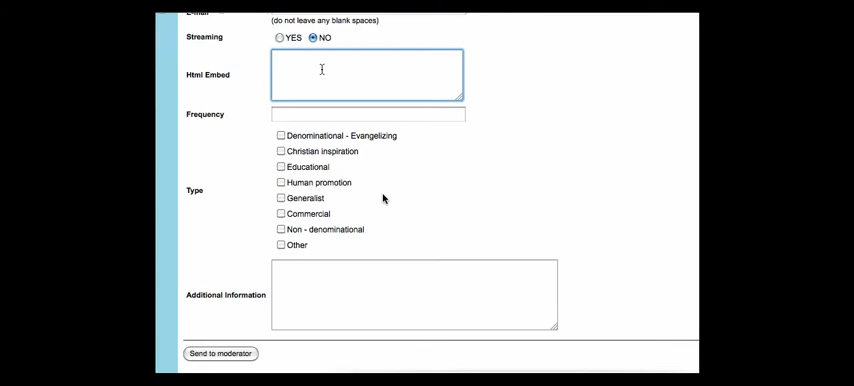 (do not leave any blank spaces)
Streaming YES NO
Html Embed
Frequency
Denominational - Evangelizing
Christian inspiration
Educational
Human promotion
Type
Generalist
Commercial
Non - denominational
Other
Additional Information
Send to moderator